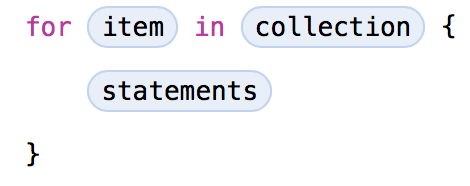 for item in collection {
statements
}